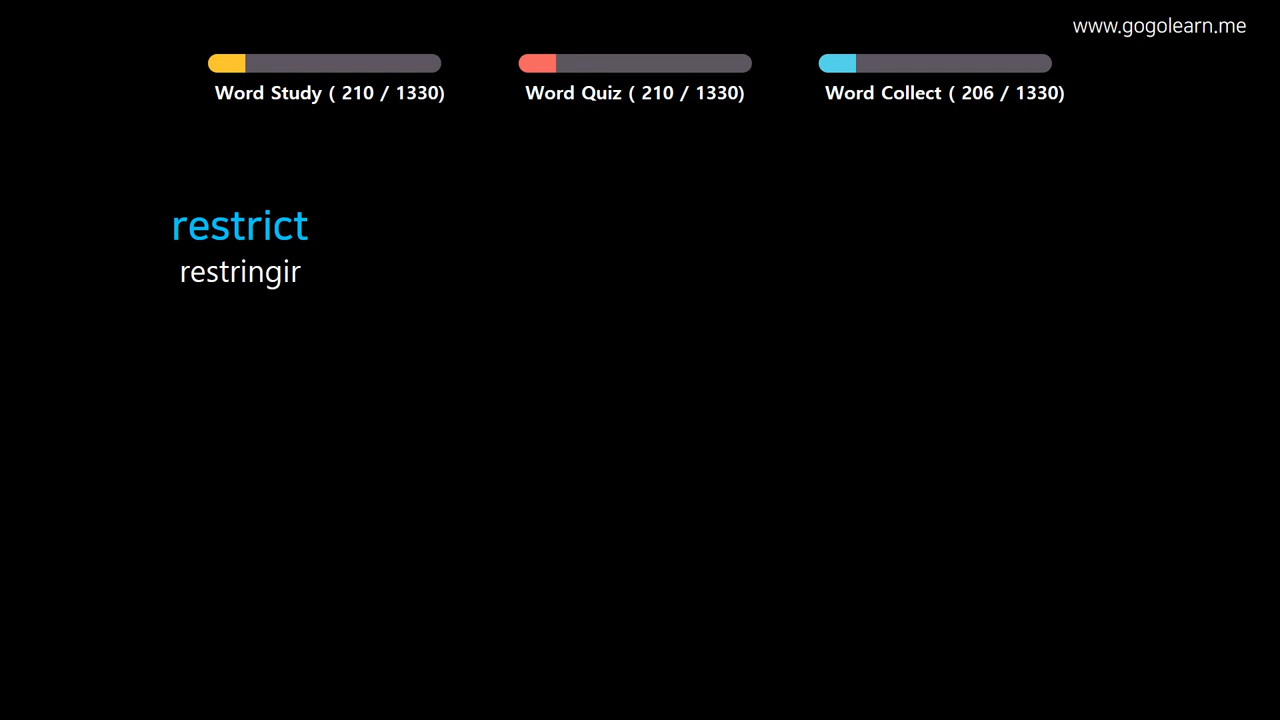 www.gogolearn.me
Word Study ( 210 / 1330)
Word Quiz ( 210 / 1330)
Word Collect ( 206 / 1330)
restrict
restringir